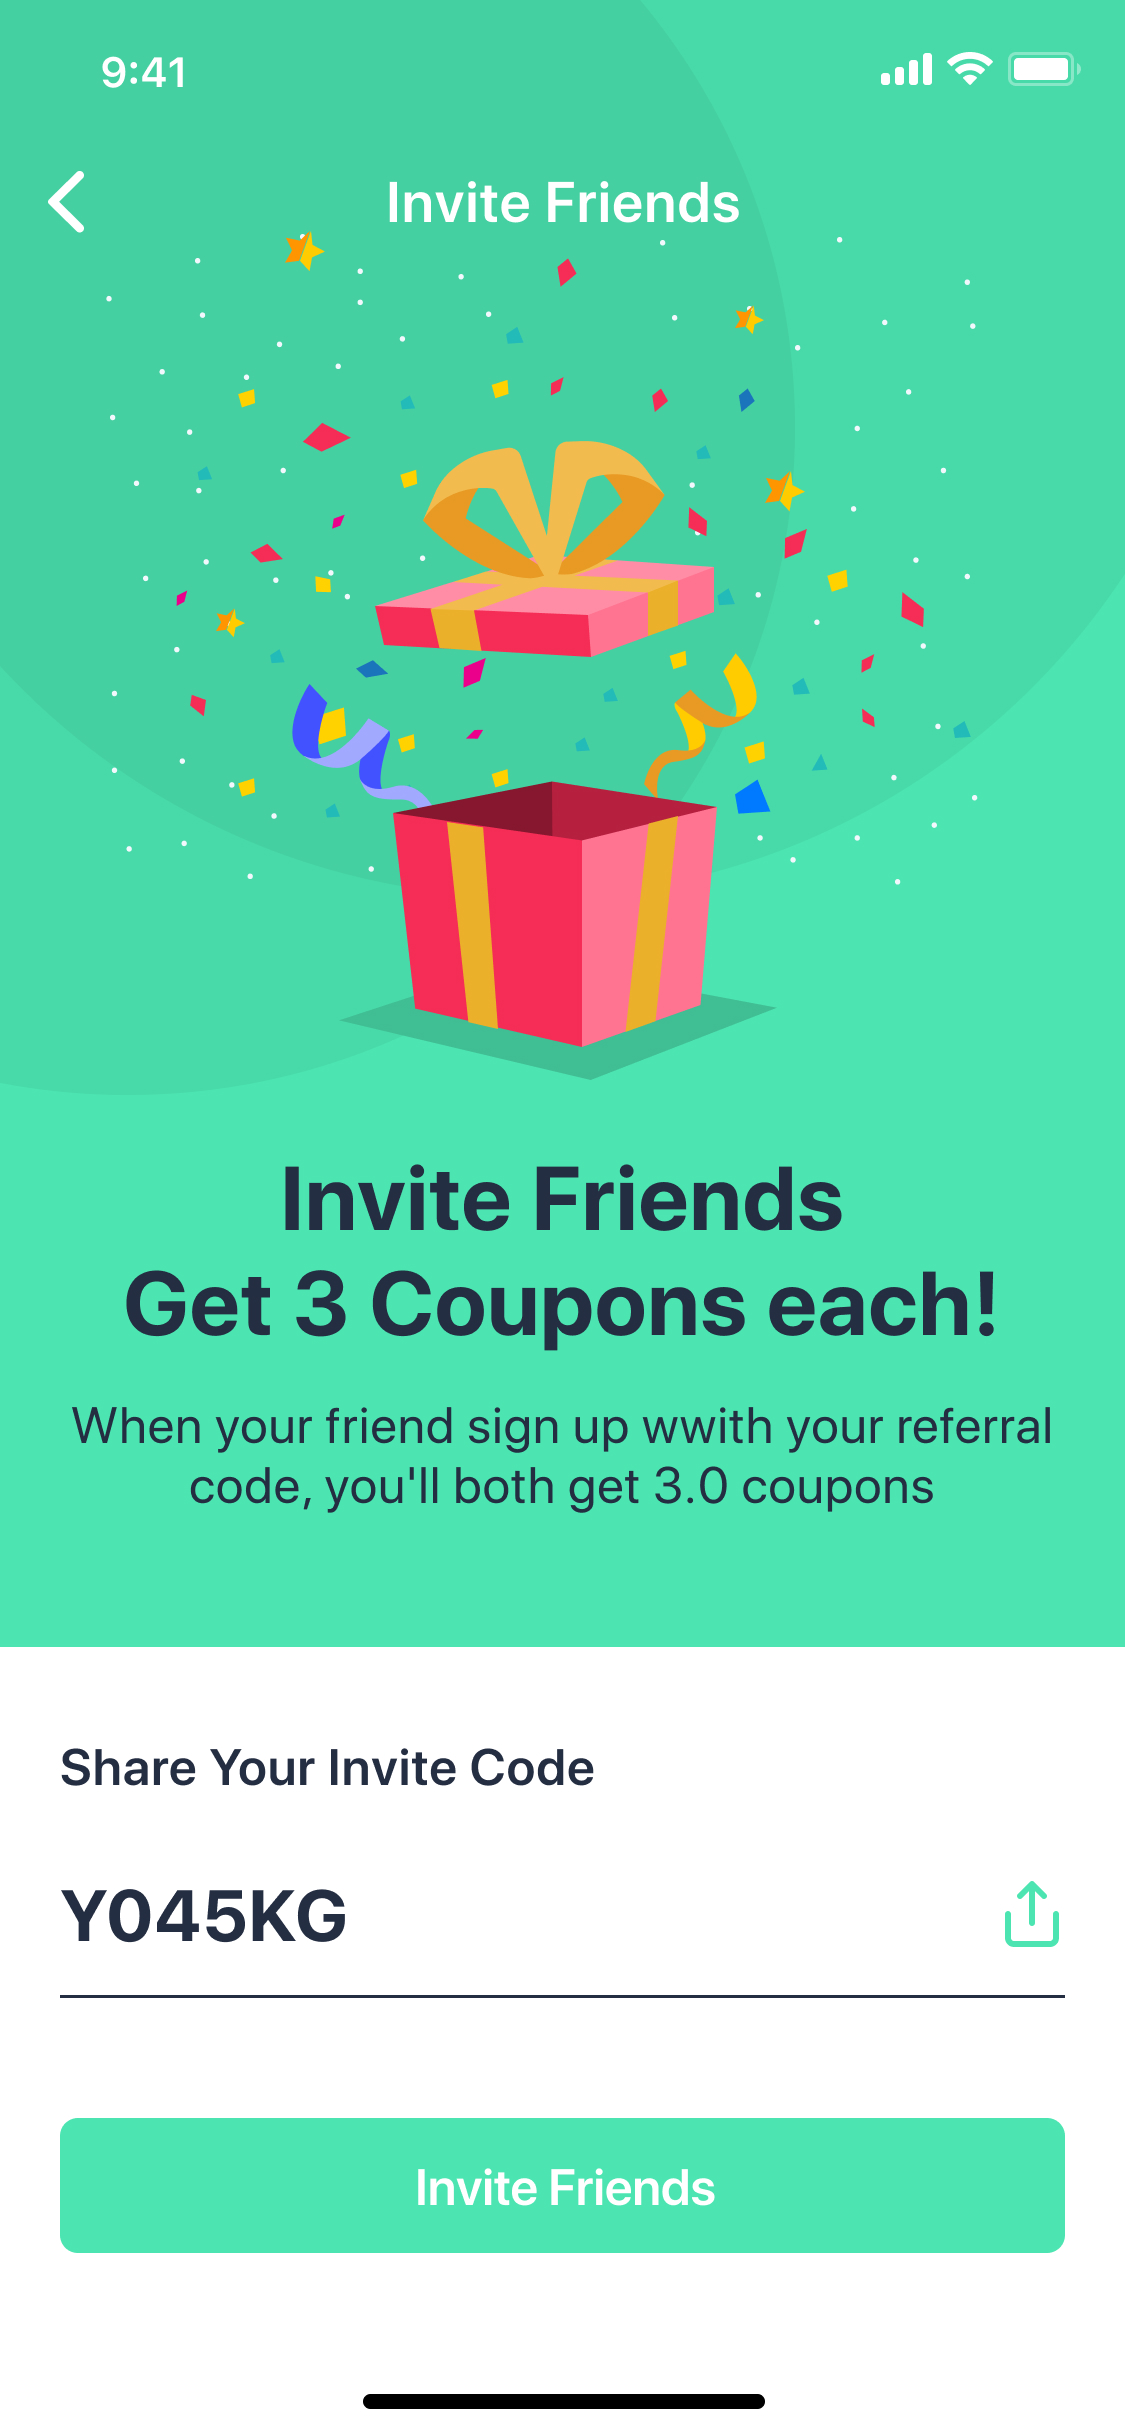 9:41
Invite Friends
Invite Friends
Get 3 Coupons each!
When your friend sign up wwith your referral
code, you'll both get 3.0 coupons
Share Your Invite Code
Y045KG
Invite Friends